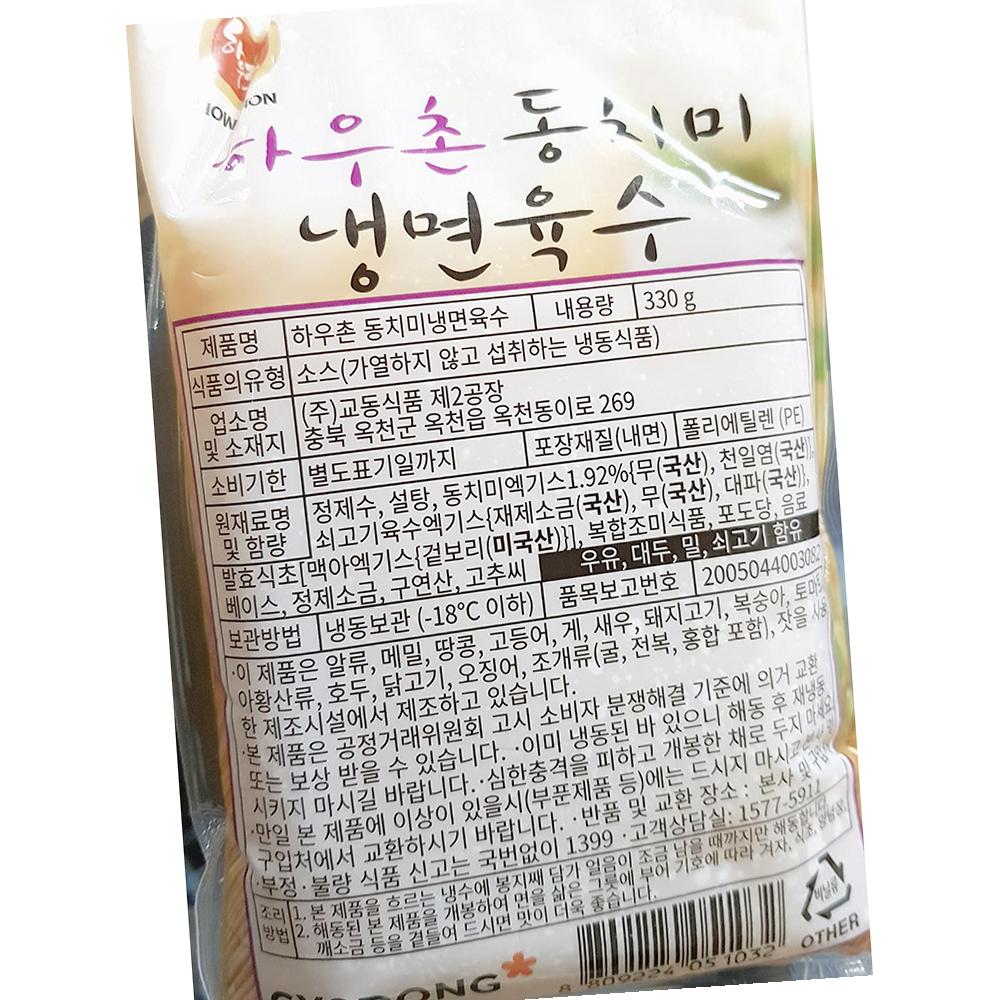 하우촌 동치미
냉면육수
제품명 하우촌 동치미냉면육수 내용량 330 g
식품의유형 소스(가열하지 않고 섭취하는 냉동식품)
업소명 및 소재지 (주)교동식품 제2공장
충북 옥천군 옥천읍 옥천동이로 269
소비기한 별도표기일까지 포장재질(내면) 폴리에틸렌 (PE)
원재료명 및 함량 정제수, 설탕, 동치미엑기스1.92%{무(국산), 천일염(국산)},
쇠고기육수엑기스{재제소금(국산), 무(국산), 대파(국산)},
발효식초[맥아엑기스{겉보리(미국산)}], 복합조미식품, 포도당, 음료
베이스, 정제소금, 구연산, 고추씨 우유, 대두, 밀, 쇠고기 함유
보관방법 냉동보관 (-18°C 이하) 품목보고번호 2005044003082
·이 제품은 알류, 메밀, 땅콩, 고등어, 게, 새우, 돼지고기, 복숭아, 토마토,
아황산류, 호두, 닭고기, 오징어, 조개류(굴, 전복, 홍합 포함), 잣을 사용
한 제조시설에서 제조하고 있습니다.
·본 제품은 공정거래위원회 고시 소비자 분쟁해결 기준에 의거 교환
또는 보상 받을 수 있습니다. ·이미 냉동된 바 있으니 해동 후 재냉동
시키지 마시길 바랍니다. ·심한충격을 피하고 개봉한 채로 두지 마세요.
·만일 본 제품에 이상이 있을시(부푼제품 등)에는 드시지 마시고
구입처에서 교환하시기 바랍니다. ·반품 및 교환 장소 : 본사 및 구입처
·부정·불량 식품 신고는 국번없이 1399 ·고객상담실: 1577-5911
조리방법 1. 본 제품을 흐르는 냉수에 봉지째 담가 얼음이 조금 남을 때까지만 해동합니다.
2. 해동된 본 제품을 개봉하여 면을 삶은 그릇에 부어 기호에 따라 겨자, 식초, 양념장,
깨소금 등을 곁들여 드시면 맛이 더욱 좋습니다.
비닐류
OTHER
8 809224 051032